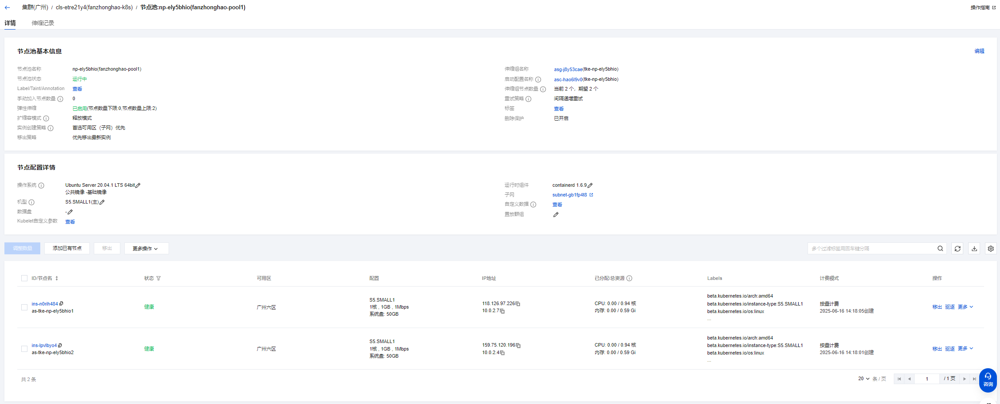 集群(广州) / cls-etre21y4(fanzhonghao-k8s) / 节点池:np-ely5bhio(fanzhonghao-pool1)
操作指南
详情 伸缩记录
节点池基本信息
编辑
节点池名称 np-ely5bhio(fanzhonghao-pool1)
节点池状态 运行中
Label/Taint/Annotation 查看
手动加入节点数量 0
弹性伸缩 已启用(节点数量下限:0,节点数量上限:2)
扩缩容模式 释放模式
实例创建策略 首选可用区（子网）优先
移出策略 优先移出最新实例
伸缩组名称 asg-j8y53cae(tke-np-ely5bhio)
启动配置名称 asc-hao6l9v0(tke-np-ely5bhio)
伸缩组节点数量 当前 2 个，期望 2 个
重试策略 间隔递增重试
标签 查看
删除保护 已开启
节点配置详情
操作系统 Ubuntu Server 20.04.1 LTS 64bit
公共镜像 -基础镜像
机型 S5.SMALL1(主)
数据盘 -
Kubelet自定义参数 查看
运行时组件 containerd 1.6.9
子网 subnet-gb1fp4t8
自定义数据 查看
置放群组
调整数量 添加已有节点 移出 更多操作
多个过滤标签用回车键分隔
ID/节点名 状态 可用区 配置 IP地址 已分配/总资源 Labels 计费模式 操作
ins-n0rih484
as-tke-np-ely5bhio1
健康
广州六区
S5.SMALL1
1核 , 1GB , 1Mbps
系统盘: 50GB
118.126.97.226
10.0.2.7
CPU: 0.00 / 0.94 核
内存: 0.00 / 0.59 Gi
beta.kubernetes.io/arch:amd64
beta.kubernetes.io/instance-type:S5.SMALL1
beta.kubernetes.io/os:linux
...
按量计费
2025-06-16 14:18:05创建
移出 驱逐 更多
ins-lpvlbyo4
as-tke-np-ely5bhio2
健康
广州六区
S5.SMALL1
1核 , 1GB , 1Mbps
系统盘: 50GB
159.75.120.196
10.0.2.4
CPU: 0.00 / 0.94 核
内存: 0.00 / 0.59 Gi
beta.kubernetes.io/arch:amd64
beta.kubernetes.io/instance-type:S5.SMALL1
beta.kubernetes.io/os:linux
...
按量计费
2025-06-16 14:18:01创建
移出 驱逐 更多
共 2 条
20 条 / 页 1 / 1 页
咨询